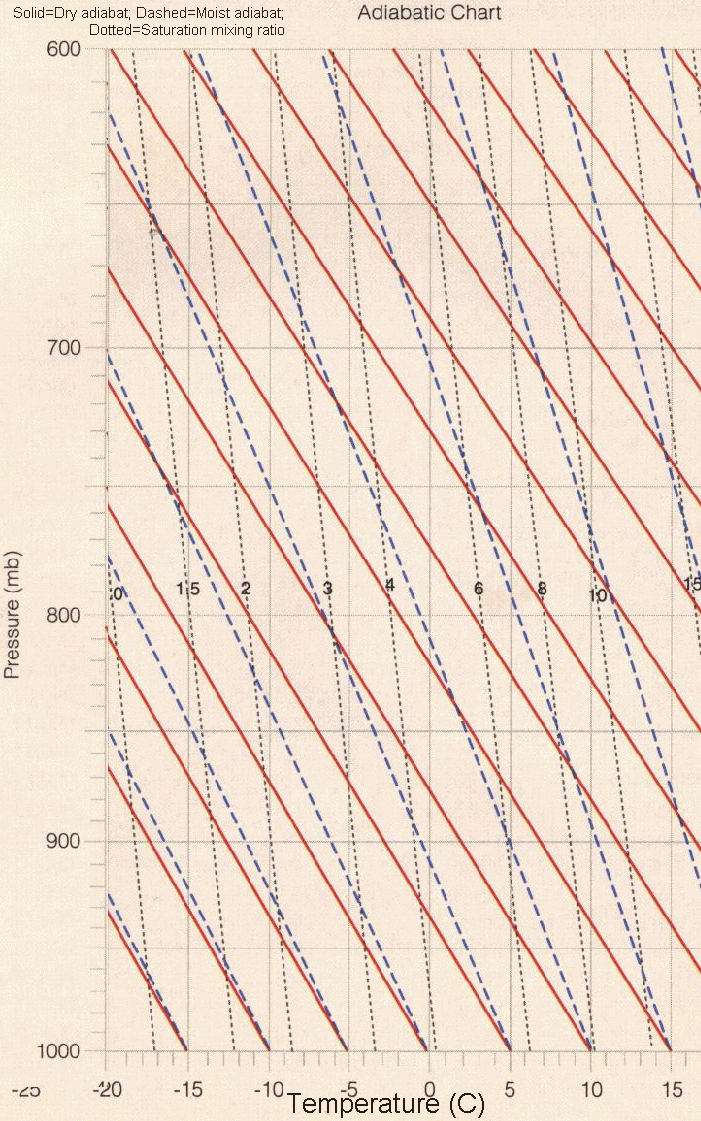 Solid=Dry adiabat; Dashed=Moist adiabat;
Dotted=Saturation mixing ratio
Adiabatic Chart
600
700
Pressure (mb)
.0 1.5 2 3 4 6 8 10 15
800
900
1000
-20 -15 -10 -5 0 5 10 15
Temperature (C)